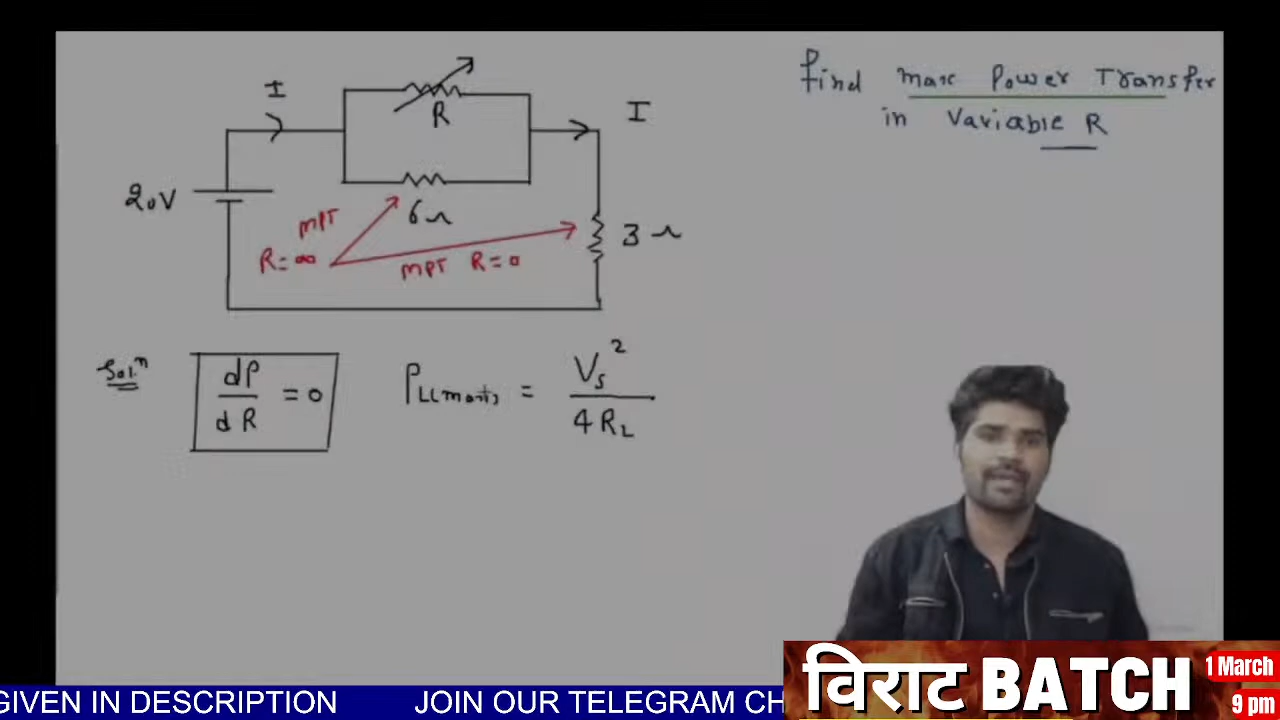 find max Power Transfer
in Variable R
I
I
R
20V
6Ω
3Ω
MPT
R=∞
MPT R=0
Solⁿ
dP/dR = 0
PL(max) = Vs²/4RL
विराट BATCH
1 March
9 pm
GIVEN IN DESCRIPTION JOIN OUR TELEGRAM CH